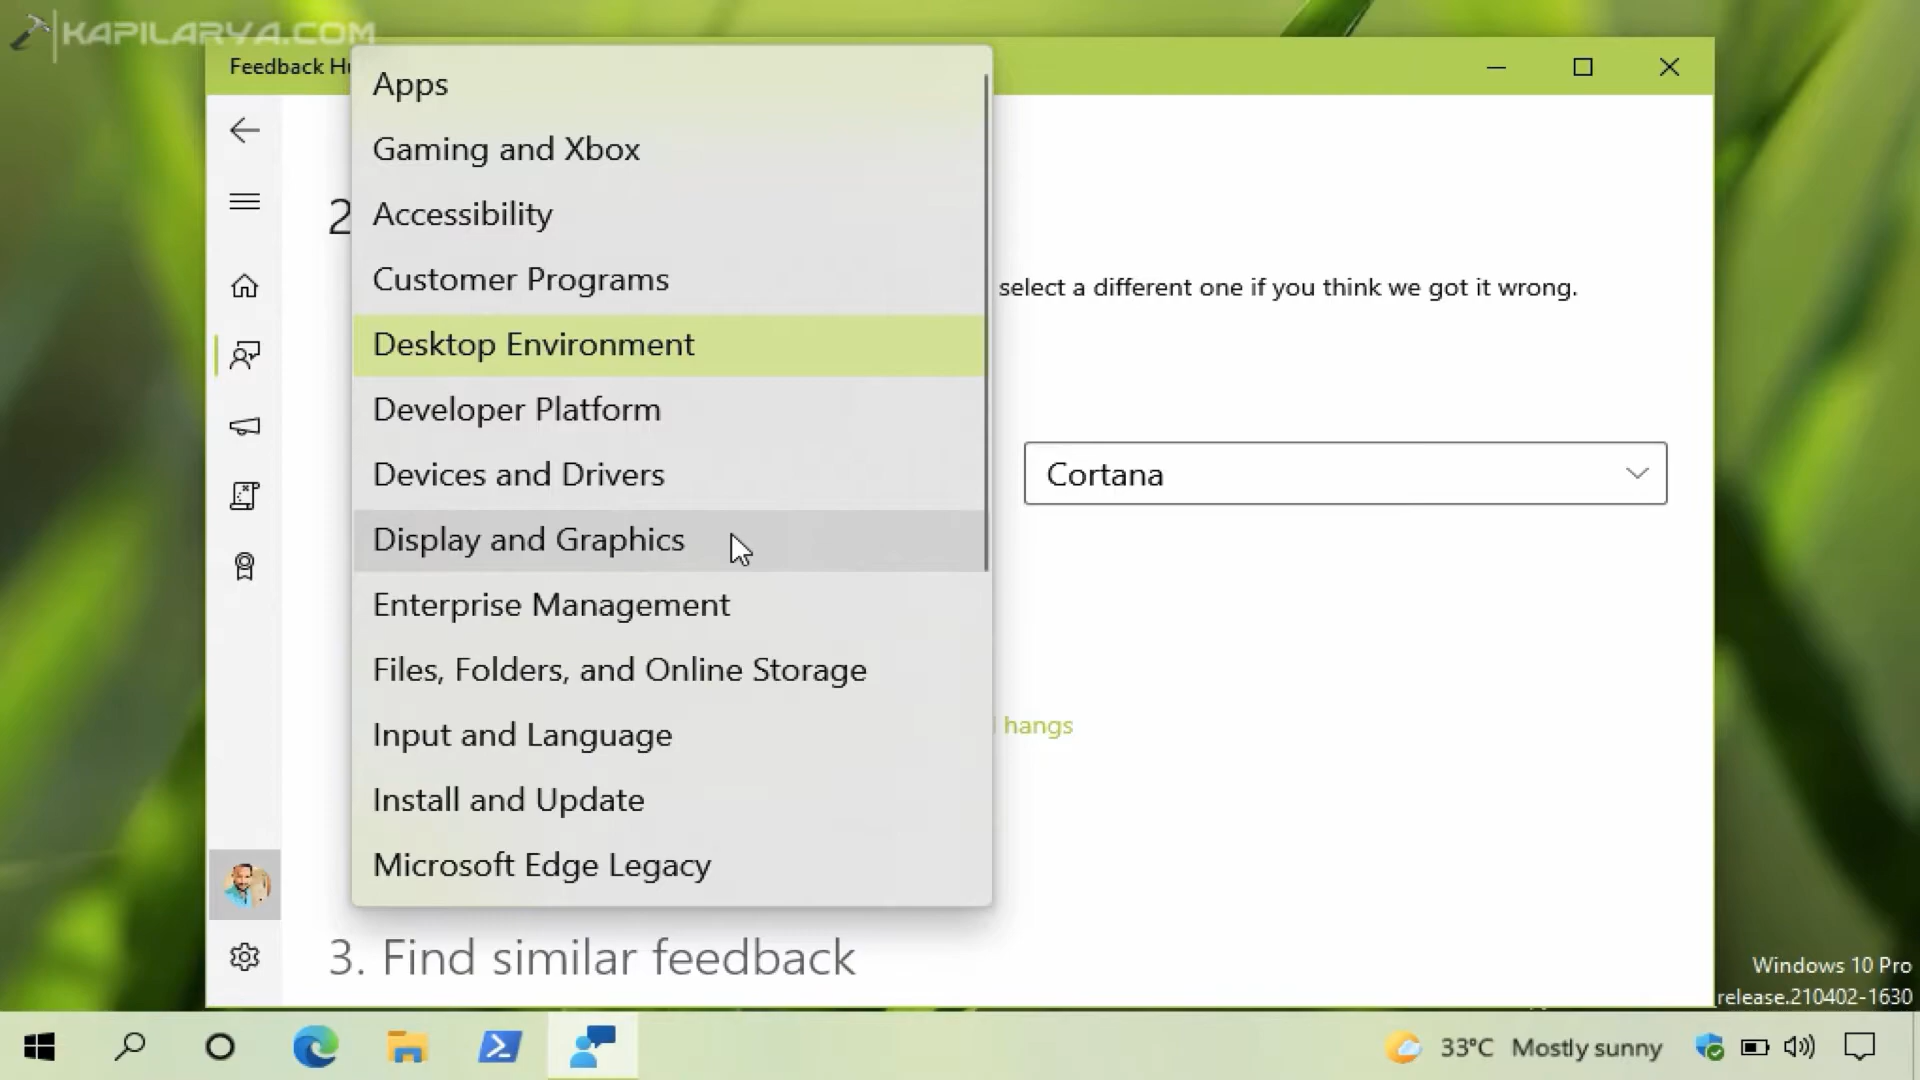 KAPILARYA.COM
Feedback Hu
Apps
Gaming and Xbox
Accessibility
Customer Programs
Desktop Environment
Developer Platform
Devices and Drivers
Display and Graphics
Enterprise Management
Files, Folders, and Online Storage
Input and Language
Install and Update
Microsoft Edge Legacy
2
select a different one if you think we got it wrong.
Cortana
hangs
3. Find similar feedback
Windows 10 Pro
release.210402-1630
33°C Mostly sunny